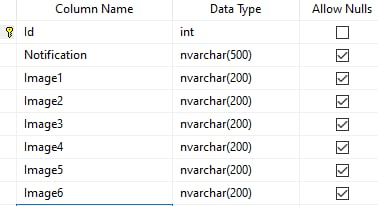 Column Name Data Type Allow Nulls
Id int
Notification nvarchar(500)
Image1 nvarchar(200)
Image2 nvarchar(200)
Image3 nvarchar(200)
Image4 nvarchar(200)
Image5 nvarchar(200)
Image6 nvarchar(200)